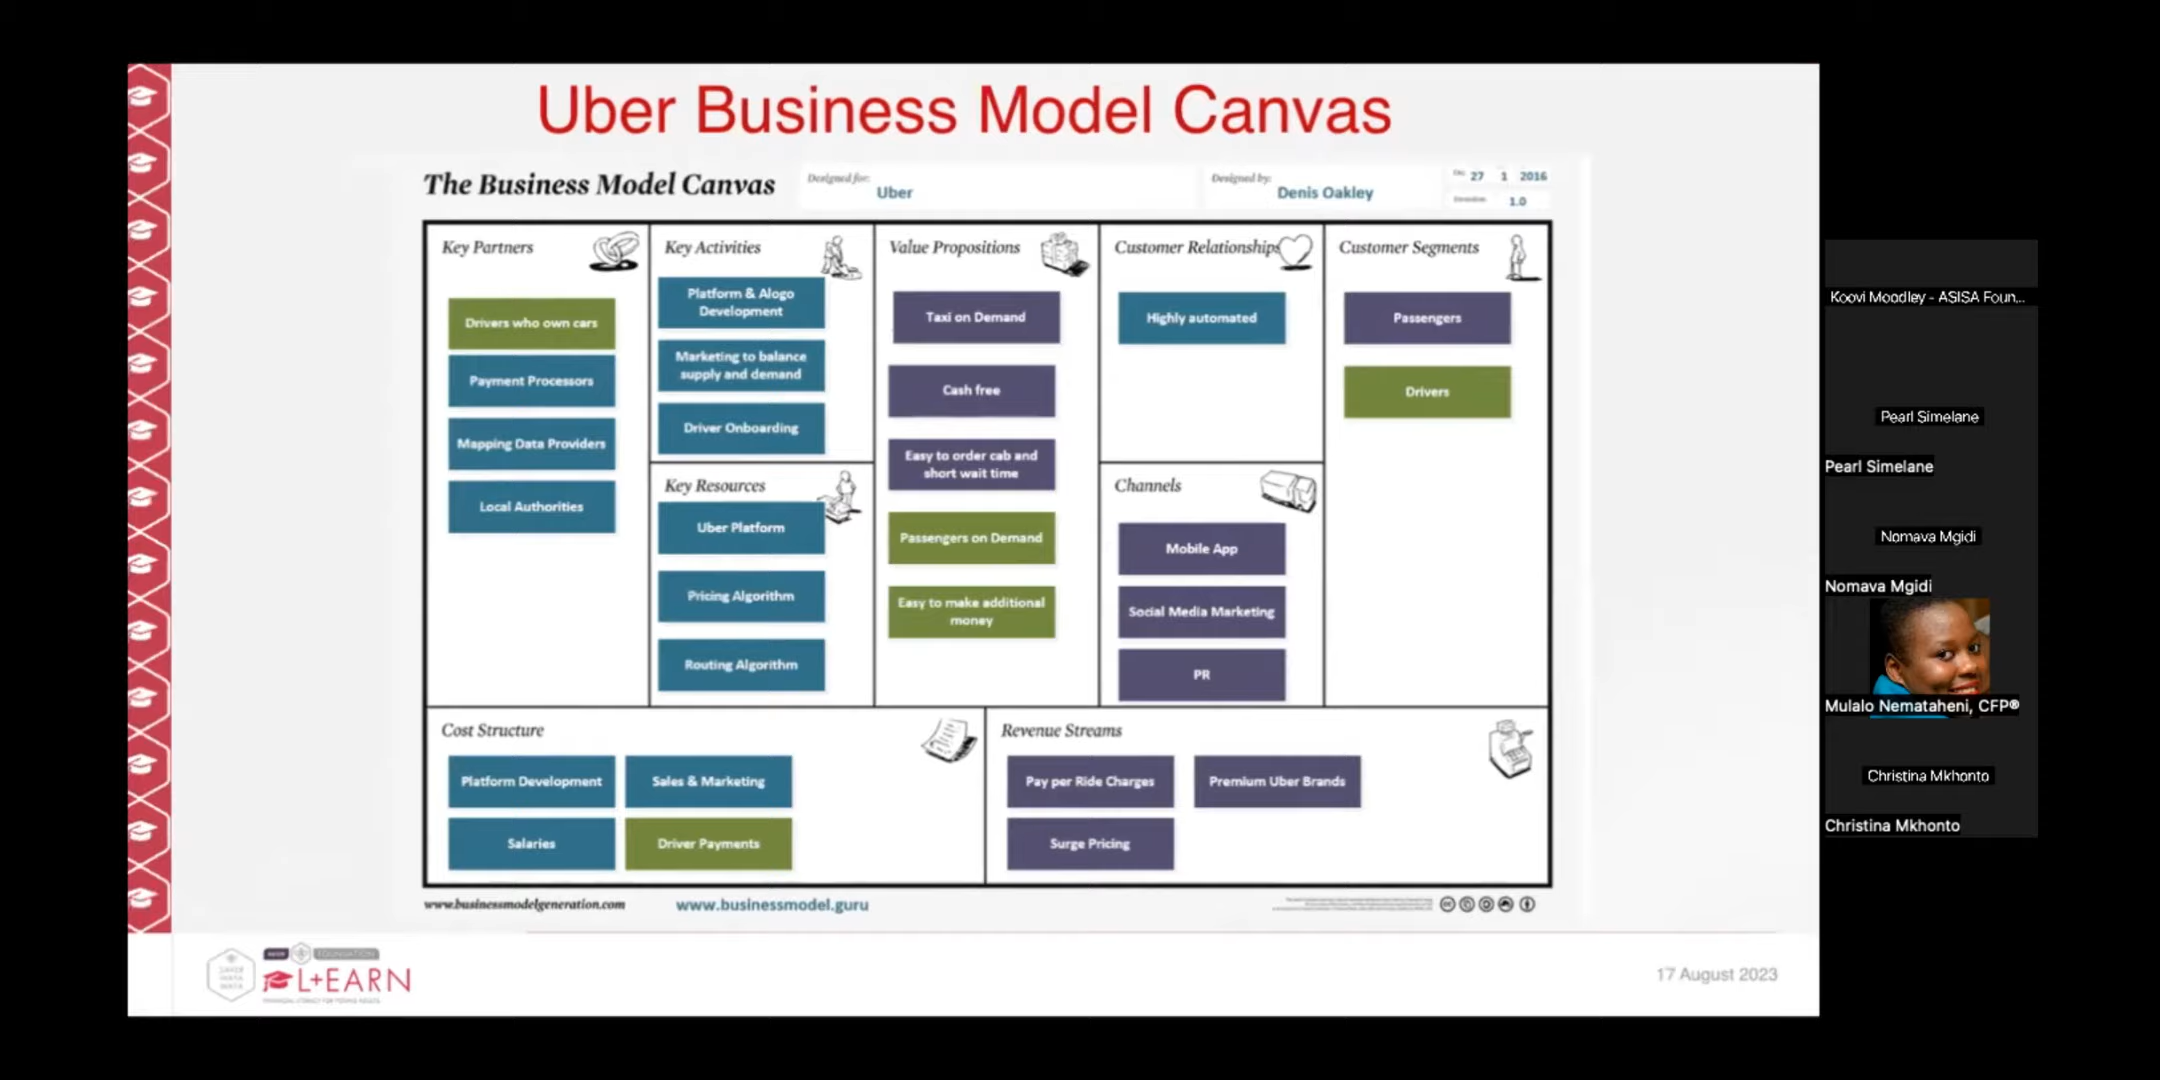 Uber Business Model Canvas
The Business Model Canvas
Designed for:
Uber
Designed by:
Denis Oakley
On: 27 1 2016
1.0
Key Partners
Drivers who own cars
Payment Processors
Mapping Data Providers
Local Authorities
Key Activities
Platform & Alogo
Development
Marketing to balance
supply and demand
Driver Onboarding
Key Resources
Uber Platform
Pricing Algorithm
Routing Algorithm
Value Propositions
Taxi on Demand
Cash free
Easy to order cab and
short wait time
Passengers on Demand
Easy to make additional
money
Customer Relationships
Highly automated
Channels
Mobile App
Social Media Marketing
PR
Customer Segments
Passengers
Drivers
Cost Structure
Platform Development
Sales & Marketing
Salaries
Driver Payments
Revenue Streams
Pay per Ride Charges
Premium Uber Brands
Surge Pricing
www.businessmodelgeneration.com
www.businessmodel.guru
FOUNDATION
L+EARN
17 August 2023
Koovi Moodley - ASISA Foun...
Pearl Simelane
Pearl Simelane
Nomava Mgidi
Nomava Mgidi
Mulalo Nemataheni, CFP®
Christina Mkhonto
Christina Mkhonto